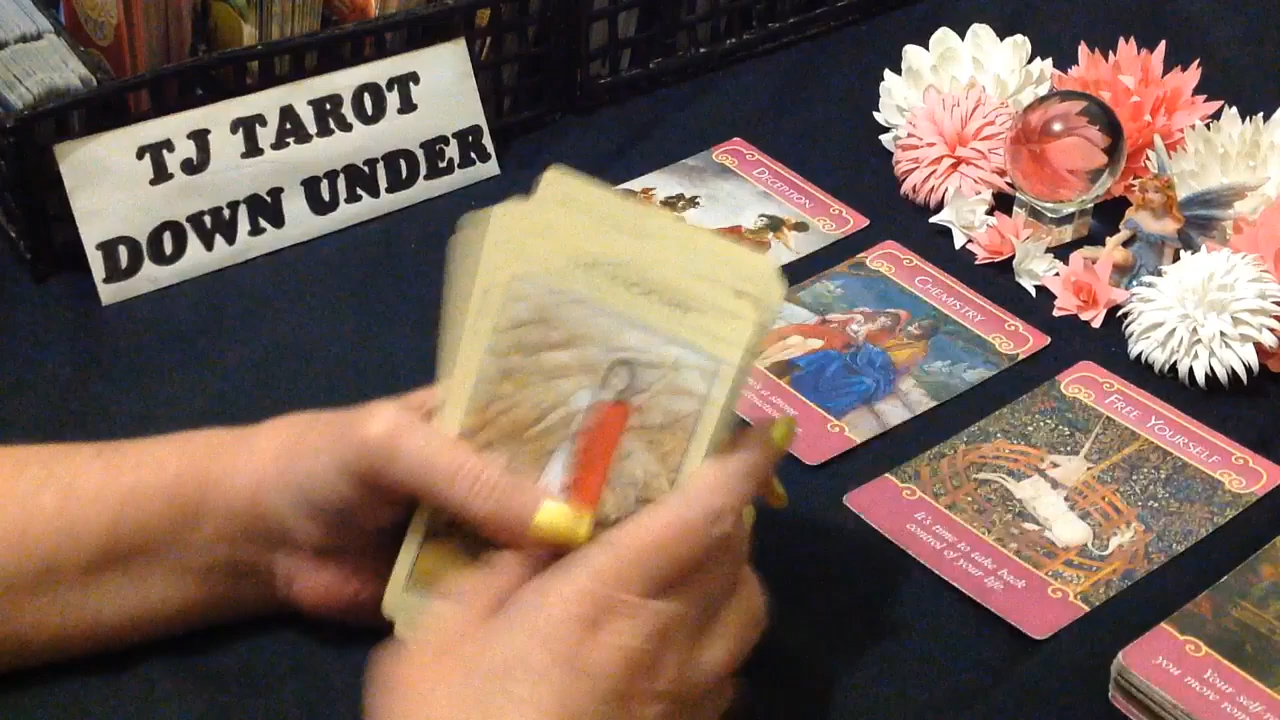 TJ TAROT
DOWN UNDER
DECEPTION
CHEMISTRY
FREE YOURSELF
It's time to take back
control of your life.
Your self
you more